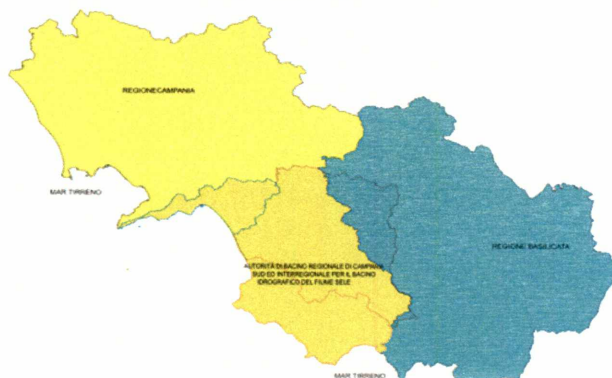 REGIONECAMPANIA
MAR TIRRENO
REGIONE BASILICATA
AUTORITÀ DI BACINO REGIONALE DI CAMPANIA
SUD ED INTERREGIONALE PER IL BACINO
IDROGRAFICO DEL FIUME SELE
MAR TIRRENO